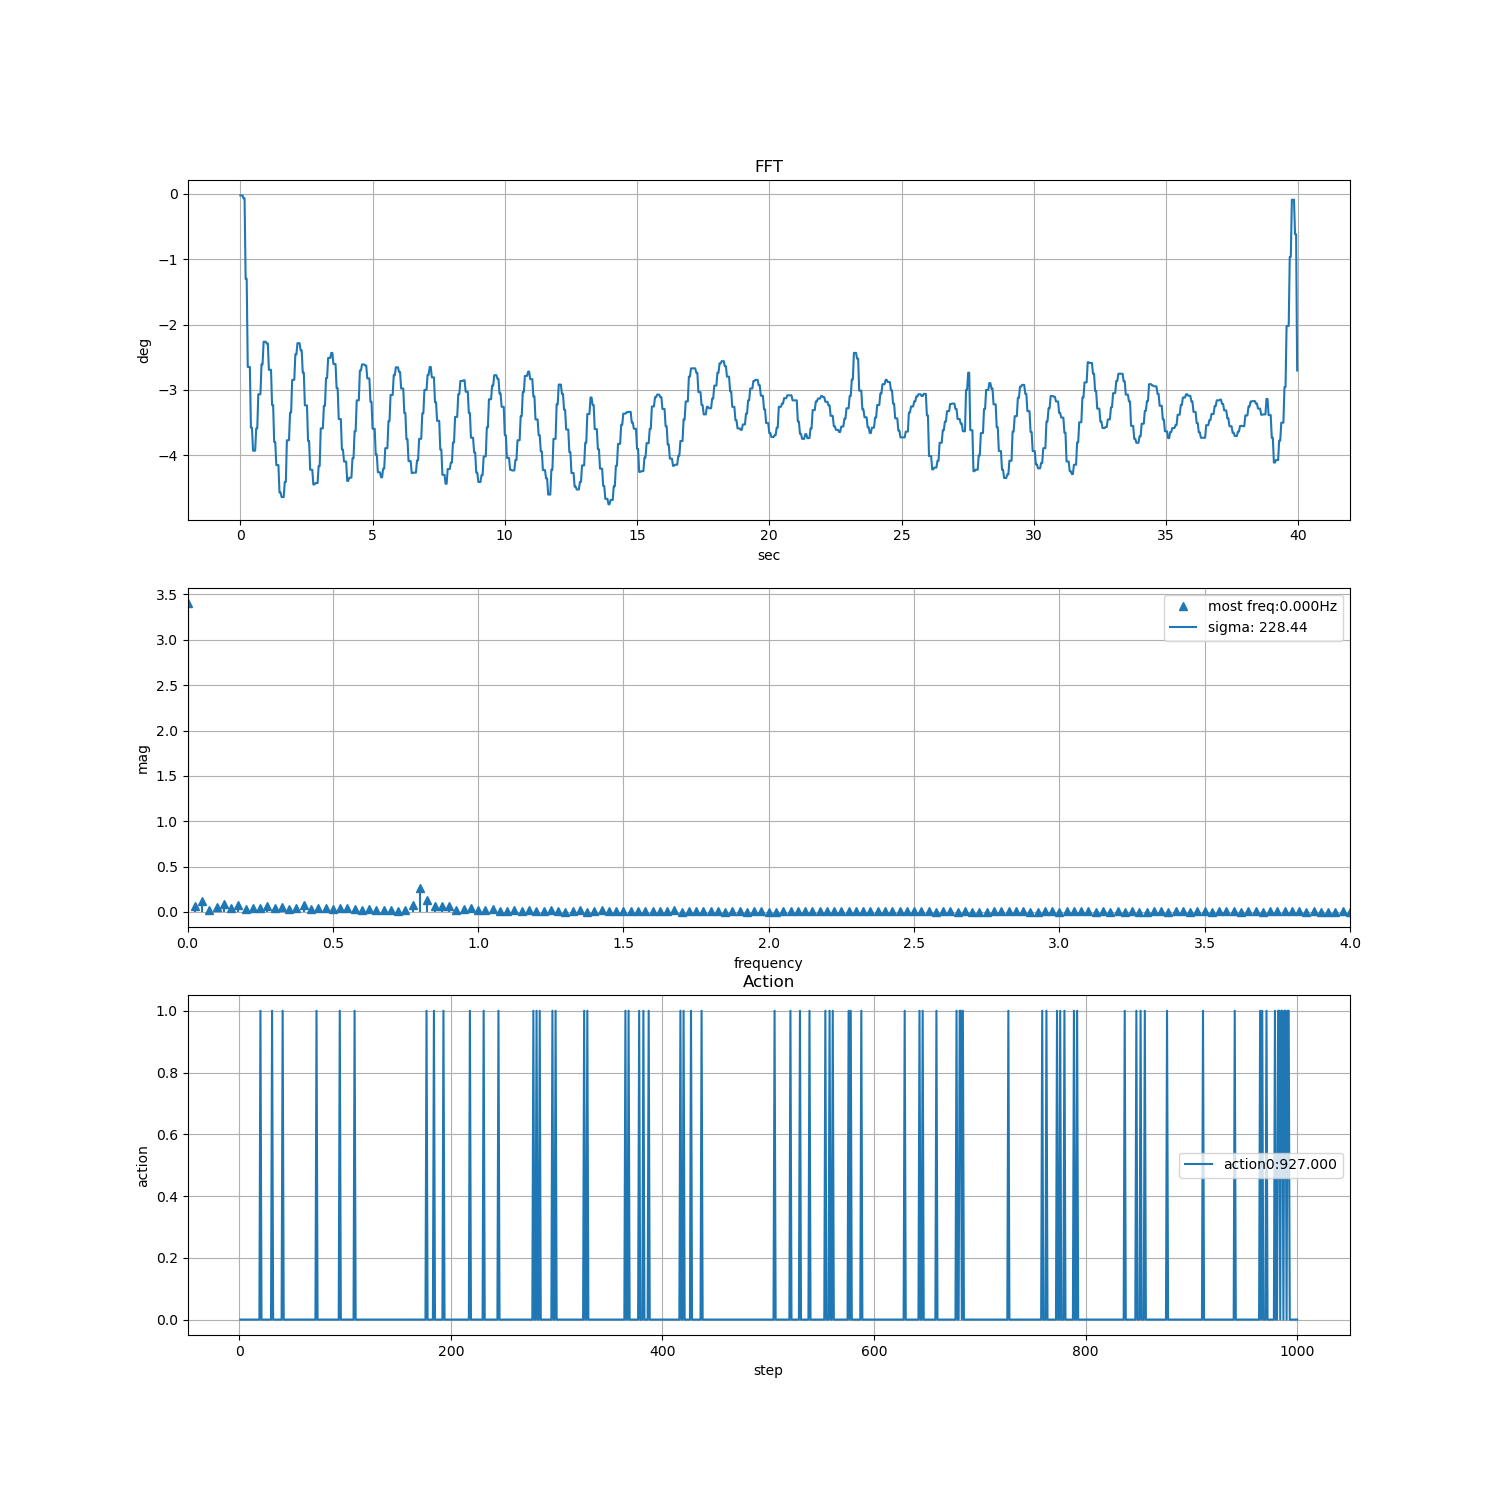 FFT
0
−1
−2
−3
−4
deg
0 5 10 15 20 25 30 35 40
sec
3.5
3.0
2.5
2.0
1.5
1.0
0.5
0.0
mag
most freq:0.000Hz
sigma: 228.44
0.0 0.5 1.0 1.5 2.0 2.5 3.0 3.5 4.0
frequency
Action
1.0
0.8
0.6
0.4
0.2
0.0
action
action0:927.000
0 200 400 600 800 1000
step